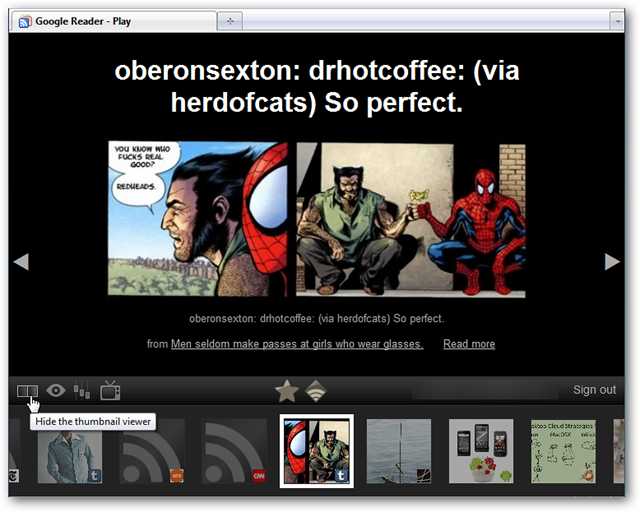 Google Reader - Play
oberonsexton: drhotcoffee: (via
herdofcats) So perfect.
YOU KNOW WHO
FUCKS REAL
GOOD?
REDHEADS.
oberonsexton: drhotcoffee: (via herdofcats) So perfect.
from Men seldom make passes at girls who wear glasses. Read more
Sign out
Hide the thumbnail viewer
CNN
t
t
MacOSX